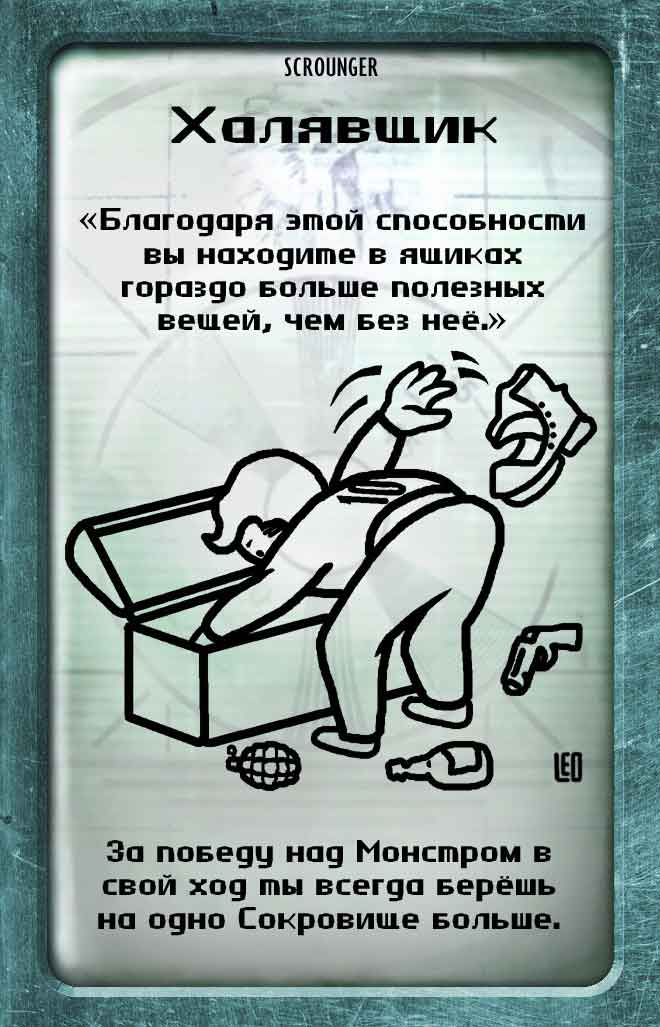 SCROUNGER
Халявщик
«Благодаря этой способности
вы находите в ящиках
гораздо больше полезных
вещей, чем без неё.»
LEO
За победу над Монстром в
свой ход ты всегда берёшь
на одно Сокровище больше.